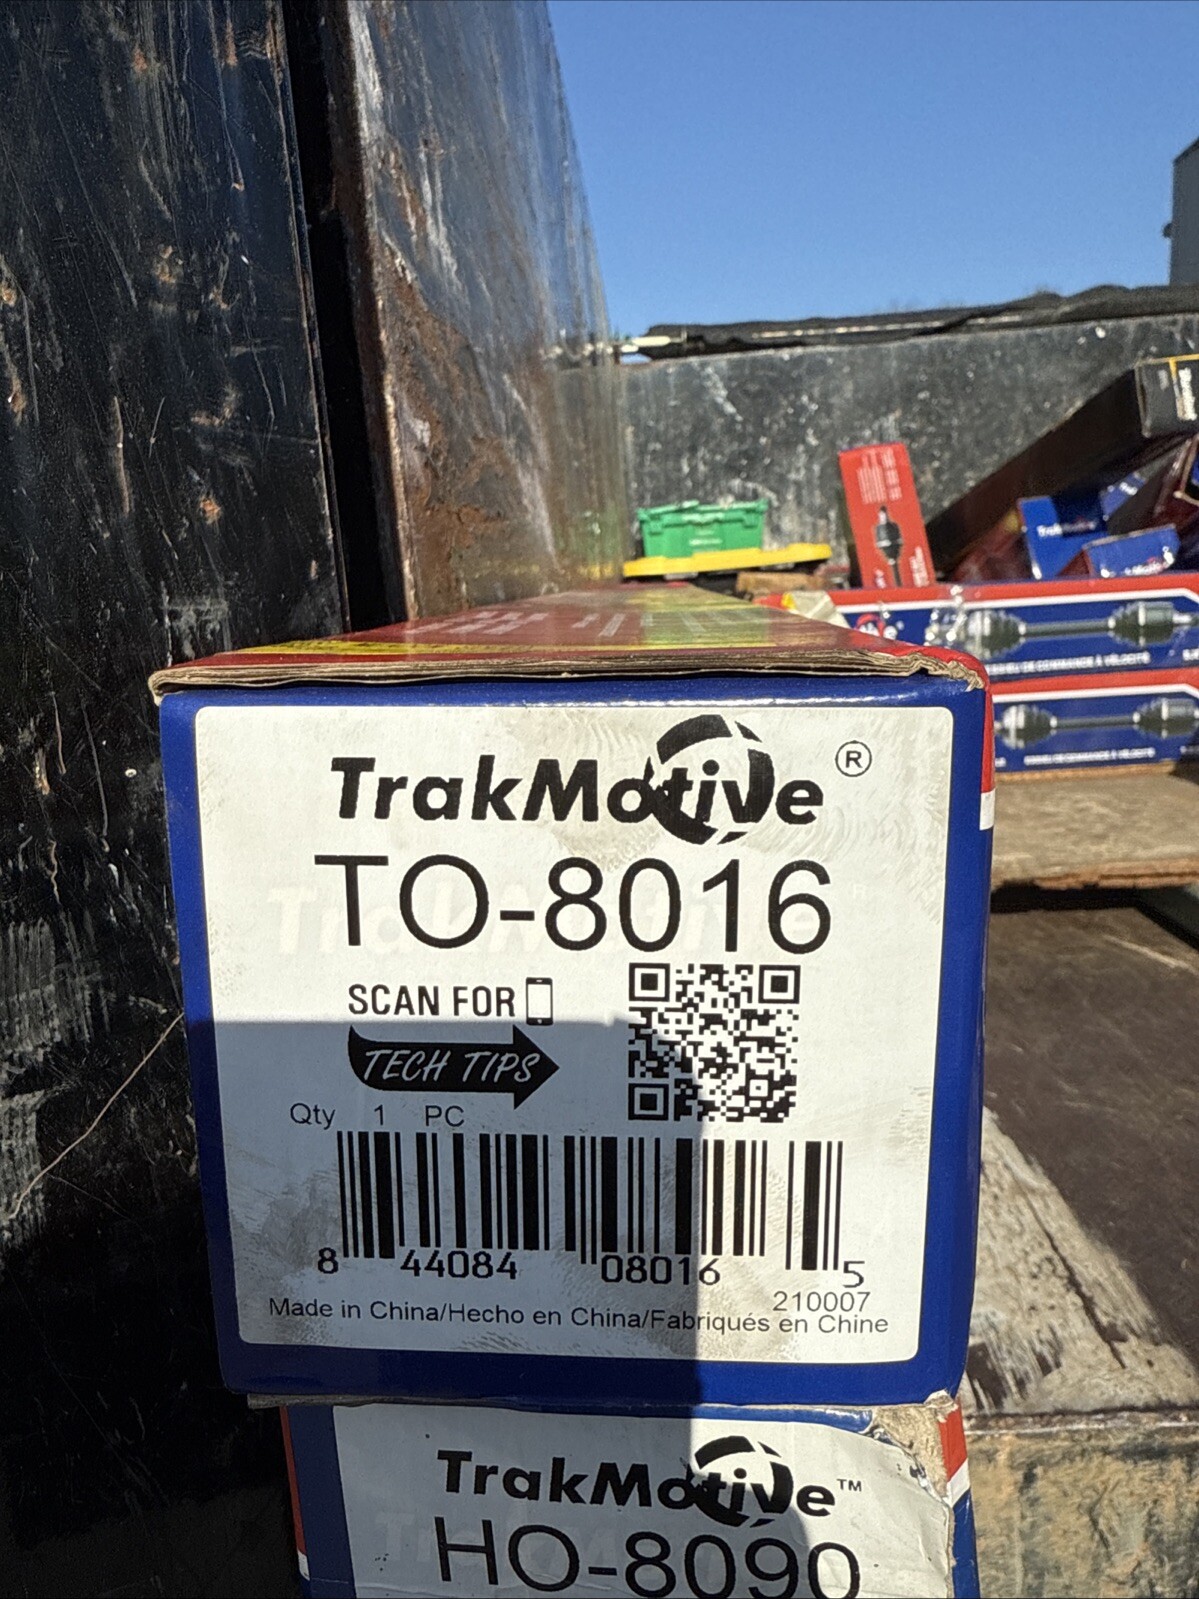 TrakMotive®
TO-8016
SCAN FOR
TECH TIPS
Qty 1 PC
8 44084 08016 5
210007
Made in China/Hecho en China/Fabriqués en Chine
TrakMotive™
HO-8090